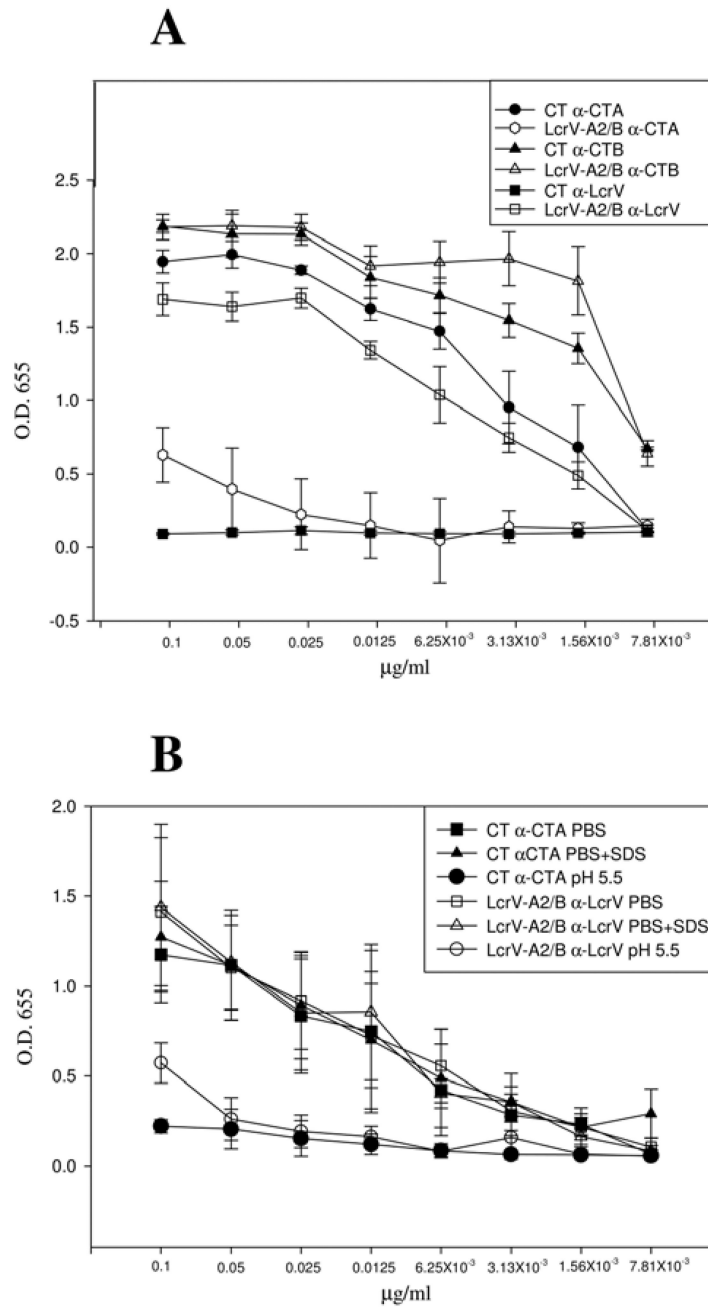 A
CT α-CTA
LcrV-A2/B α-CTA
CT α-CTB
LcrV-A2/B α-CTB
CT α-LcrV
LcrV-A2/B α-LcrV
2.5
2.0
1.5
1.0
0.5
0.0
-0.5
O.D. 655
0.1 0.05 0.025 0.0125 6.25X10⁻³ 3.13X10⁻³ 1.56X10⁻³ 7.81X10⁻³
μg/ml
B
CT α-CTA PBS
CT αCTA PBS+SDS
CT α-CTA pH 5.5
LcrV-A2/B α-LcrV PBS
LcrV-A2/B α-LcrV PBS+SDS
LcrV-A2/B α-LcrV pH 5.5
2.0
1.5
1.0
0.5
0.0
O.D. 655
0.1 0.05 0.025 0.0125 6.25X10⁻³ 3.13X10⁻³ 1.56X10⁻³ 7.81X10⁻³
μg/ml